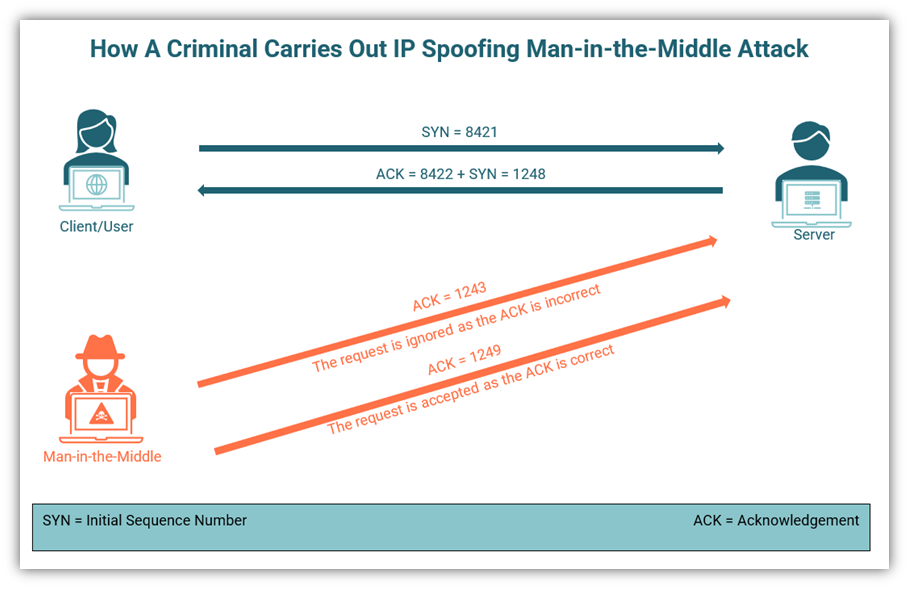 How A Criminal Carries Out IP Spoofing Man-in-the-Middle Attack
SYN = 8421
ACK = 8422 + SYN = 1248
Client/User
Server
ACK = 1243
The request is ignored as the ACK is incorrect
ACK = 1249
The request is accepted as the ACK is correct
Man-in-the-Middle
SYN = Initial Sequence Number
ACK = Acknowledgement